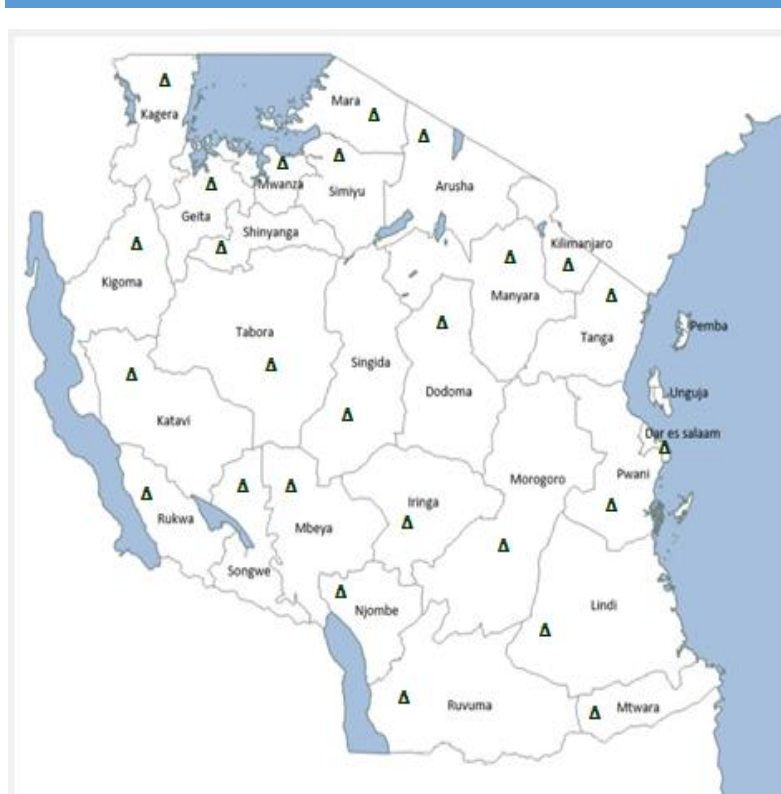 Mara
Kagera
Mwanza
Simiyu
Arusha
Geita
Shinyanga
Kilimanjaro
Kigoma
Manyara
Pemba
Tabora
Tanga
Singida
Dodoma
Unguja
Katavi
Dar es salaam
Morogoro
Pwani
Iringa
Rukwa
Mbeya
Songwe
Njombe
Lindi
Ruvuma
Mtwara